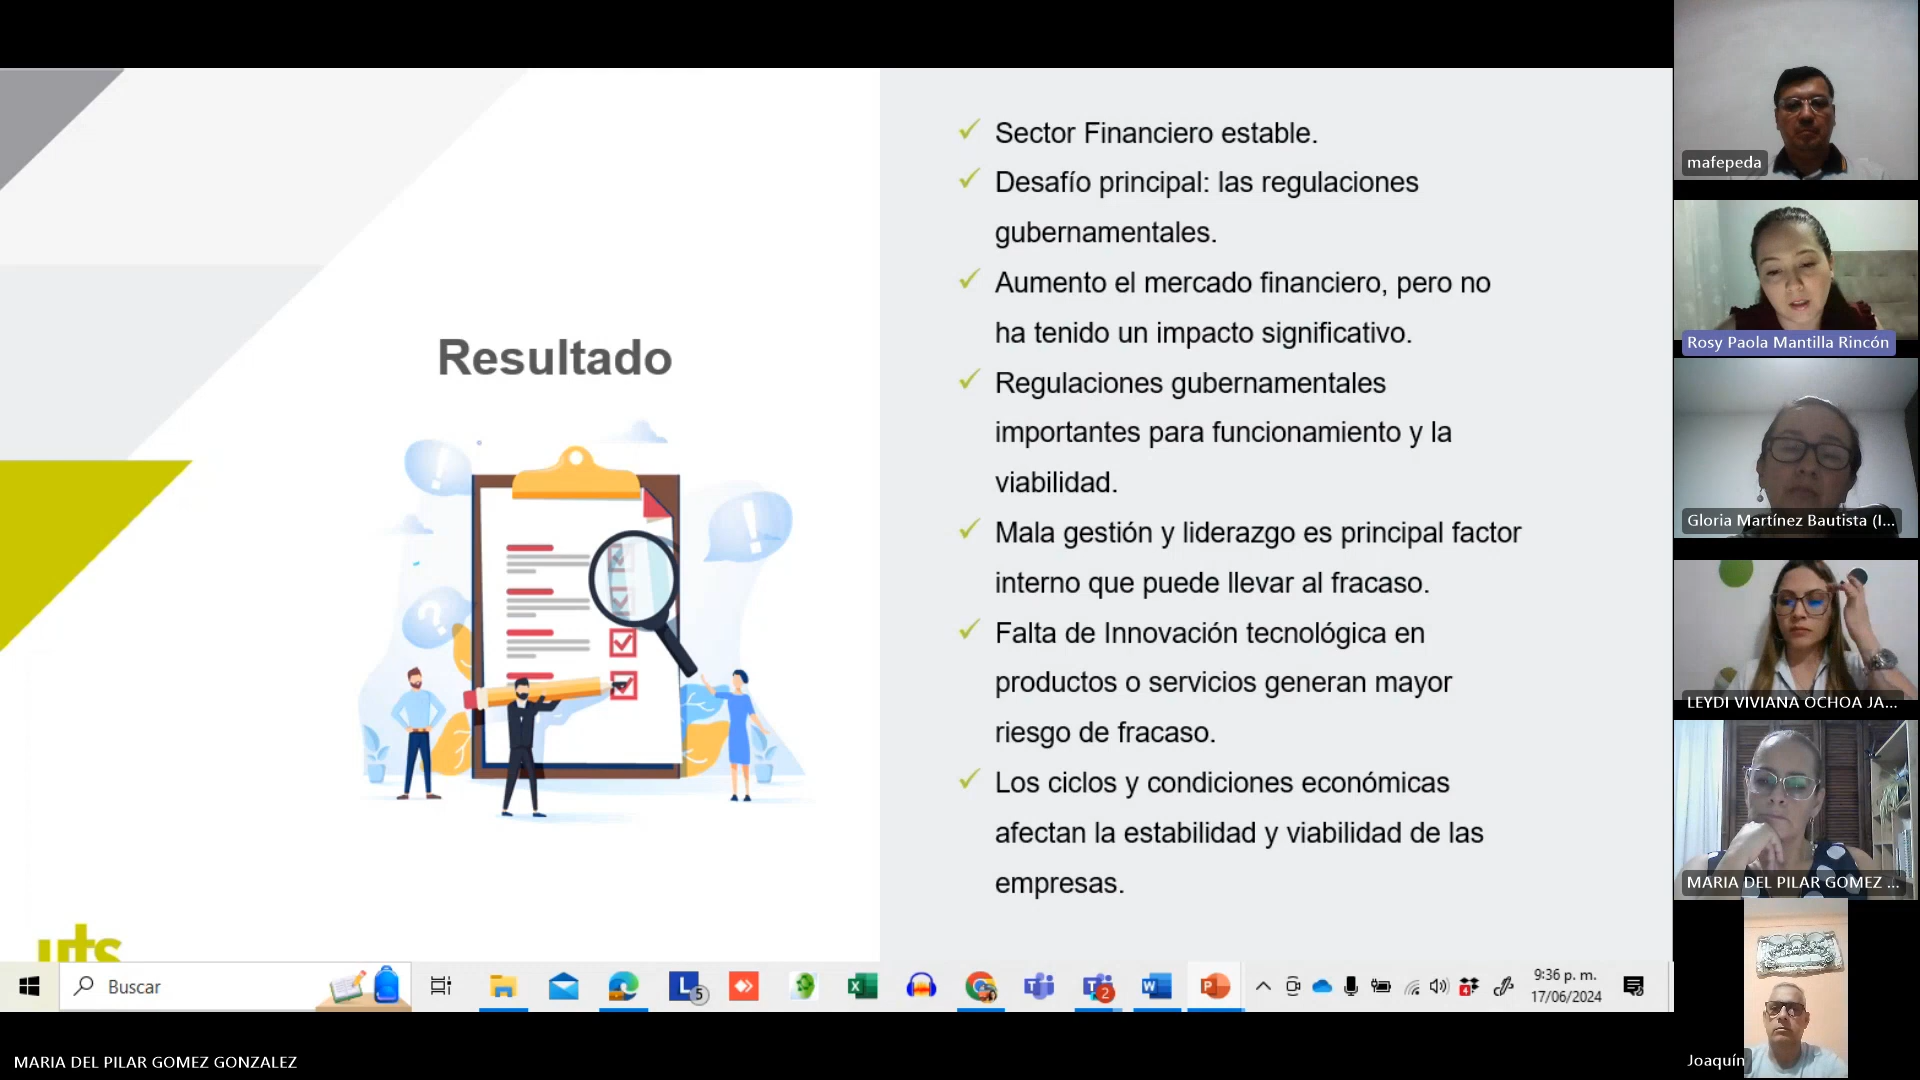 Resultado
Sector Financiero estable.
Desafío principal: las regulaciones
gubernamentales.
Aumento el mercado financiero, pero no
ha tenido un impacto significativo.
Regulaciones gubernamentales
importantes para funcionamiento y la
viabilidad.
Mala gestión y liderazgo es principal factor
interno que puede llevar al fracaso.
Falta de Innovación tecnológica en
productos o servicios generan mayor
riesgo de fracaso.
Los ciclos y condiciones económicas
afectan la estabilidad y viabilidad de las
empresas.
uts
mafepeda
Rosy Paola Mantilla Rincón
Gloria Martínez Bautista (I...
LEYDI VIVIANA OCHOA JA...
MARIA DEL PILAR GOMEZ ...
Joaquín
Buscar
5
2
4
9:36 p. m.
17/06/2024
MARIA DEL PILAR GOMEZ GONZALEZ